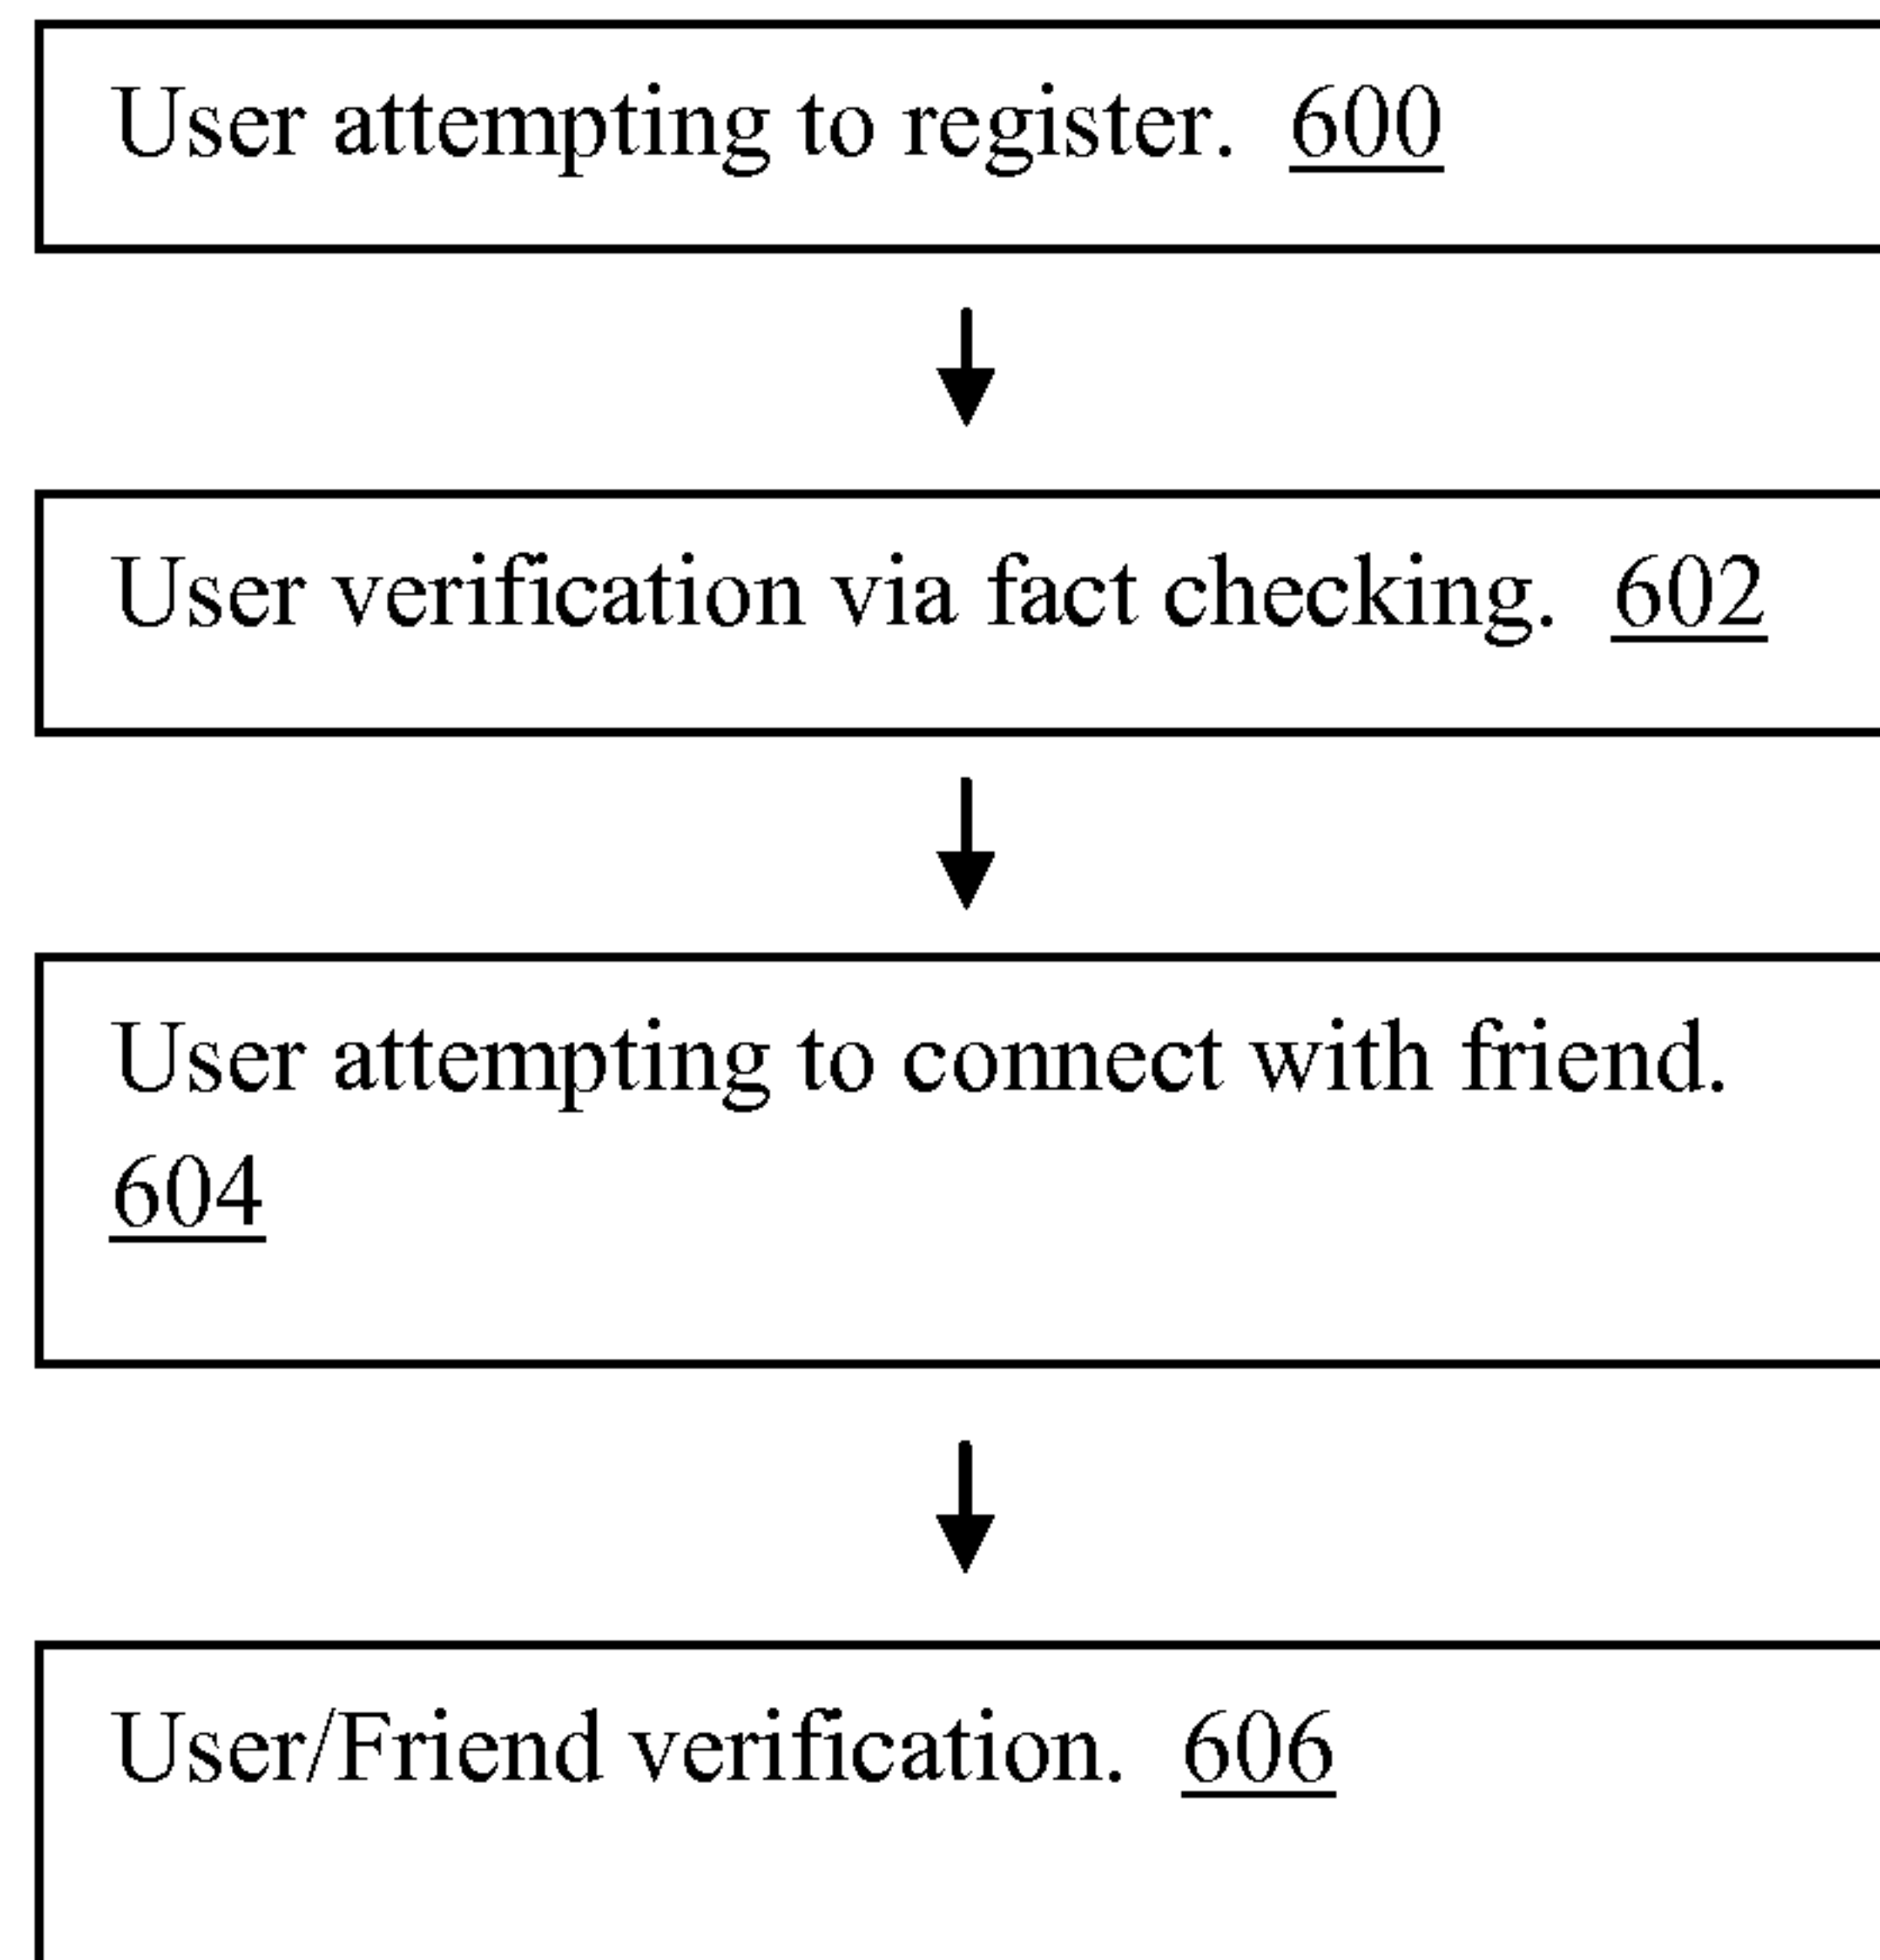 User attempting to register. 600
User verification via fact checking. 602
User attempting to connect with friend.
604
User/Friend verification. 606